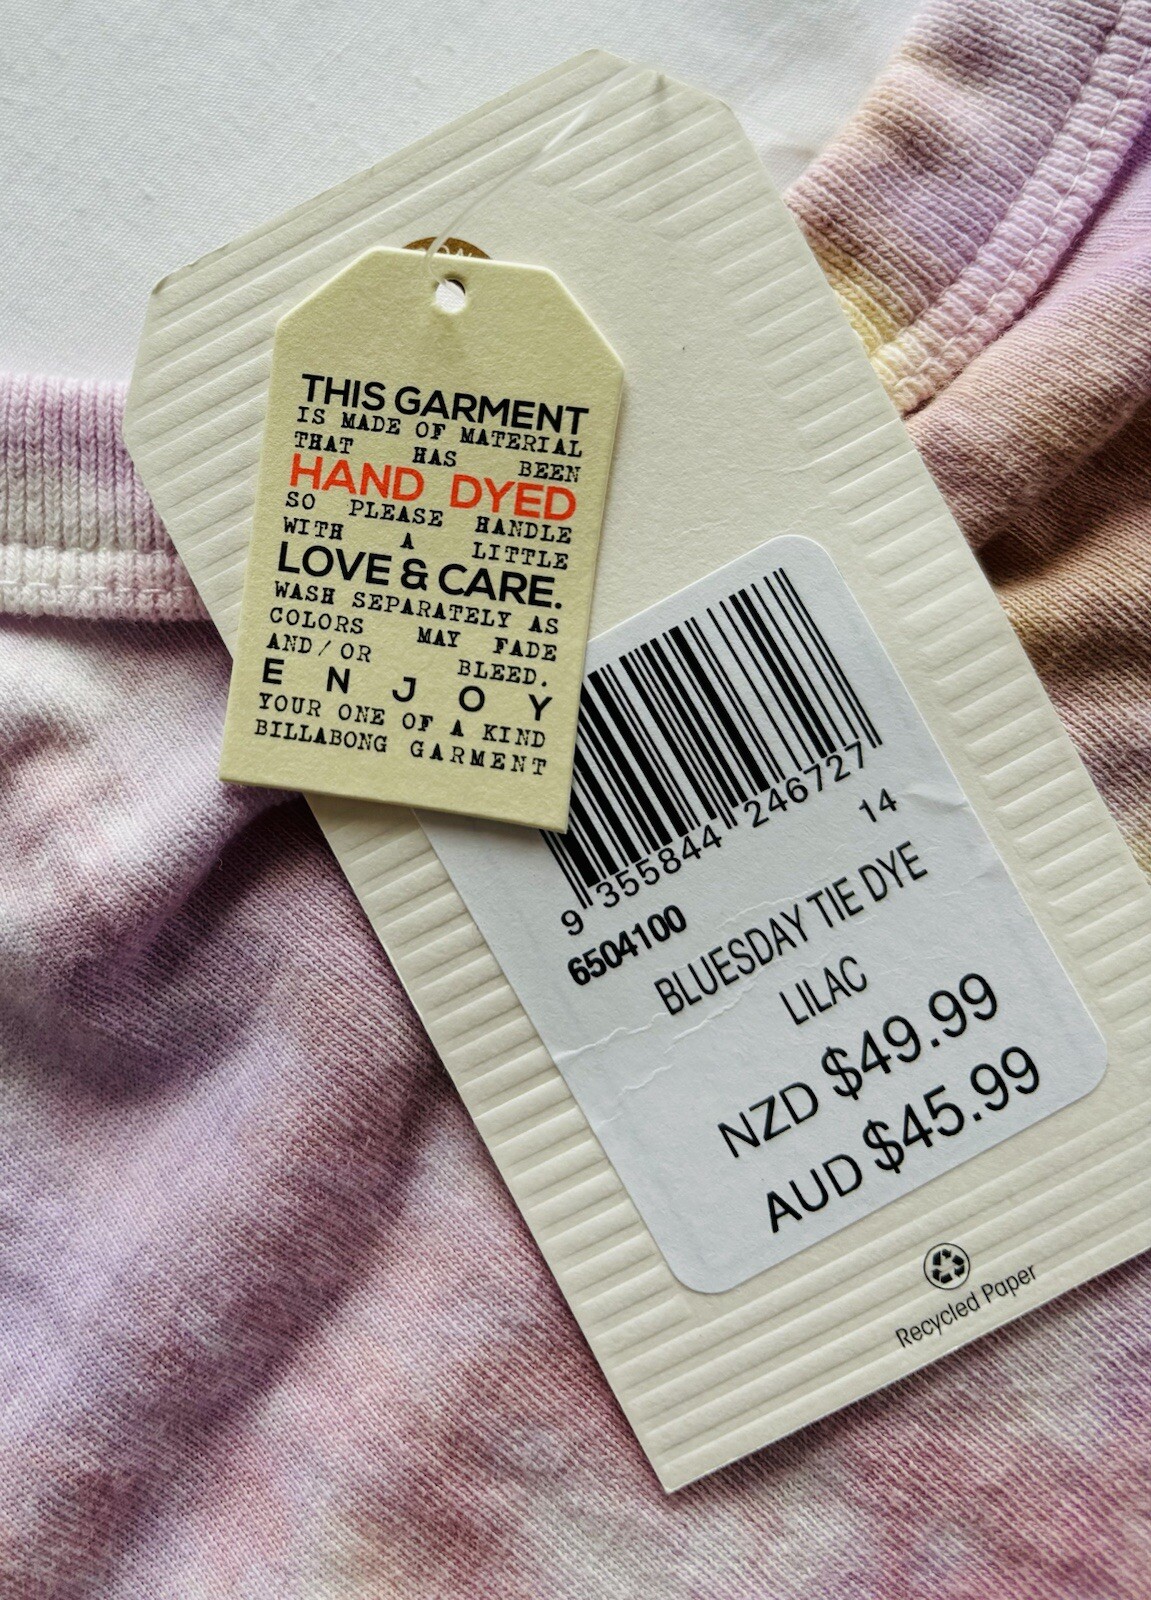 THIS GARMENT
IS MADE OF MATERIAL
THAT HAS BEEN
HAND DYED
SO PLEASE HANDLE
WITH A LITTLE
LOVE & CARE.
WASH SEPARATELY AS
COLORS MAY FADE
AND/OR BLEED.
ENJOY
YOUR ONE OF A KIND
BILLABONG GARMENT
9 355844 246727
14
6504100
BLUESDAY TIE DYE
LILAC
NZD $49.99
AUD $45.99
Recycled Paper